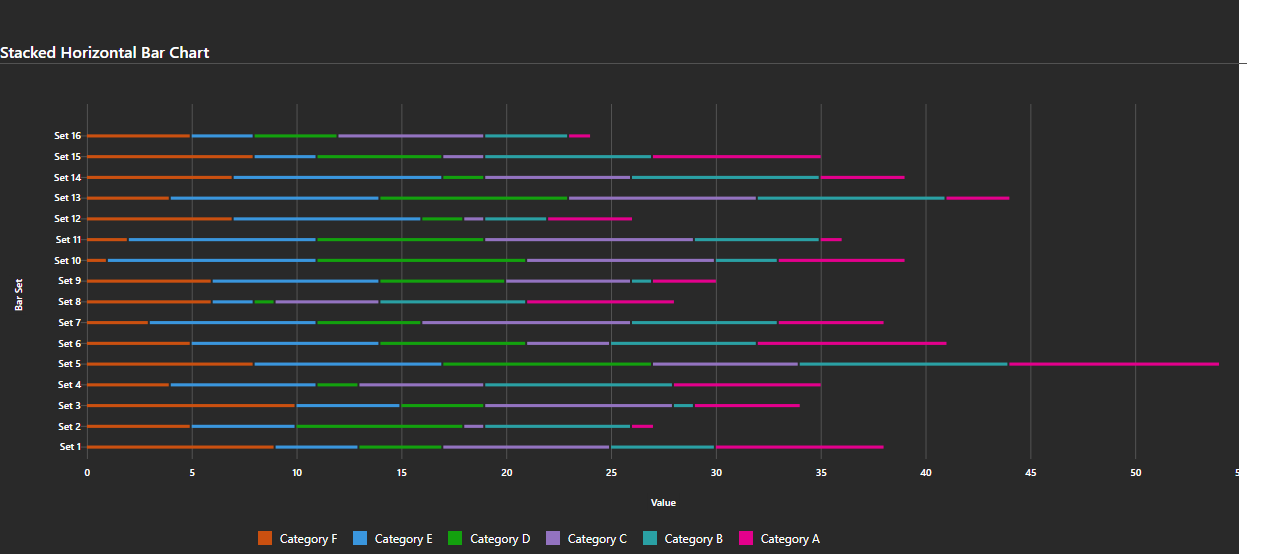 Stacked Horizontal Bar Chart
Set 16
Set 15
Set 14
Set 13
Set 12
Set 11
Set 10
Set 9
Set 8
Set 7
Set 6
Set 5
Set 4
Set 3
Set 2
Set 1
Bar Set
0 5 10 15 20 25 30 35 40 45 50
Value
Category F Category E Category D Category C Category B Category A